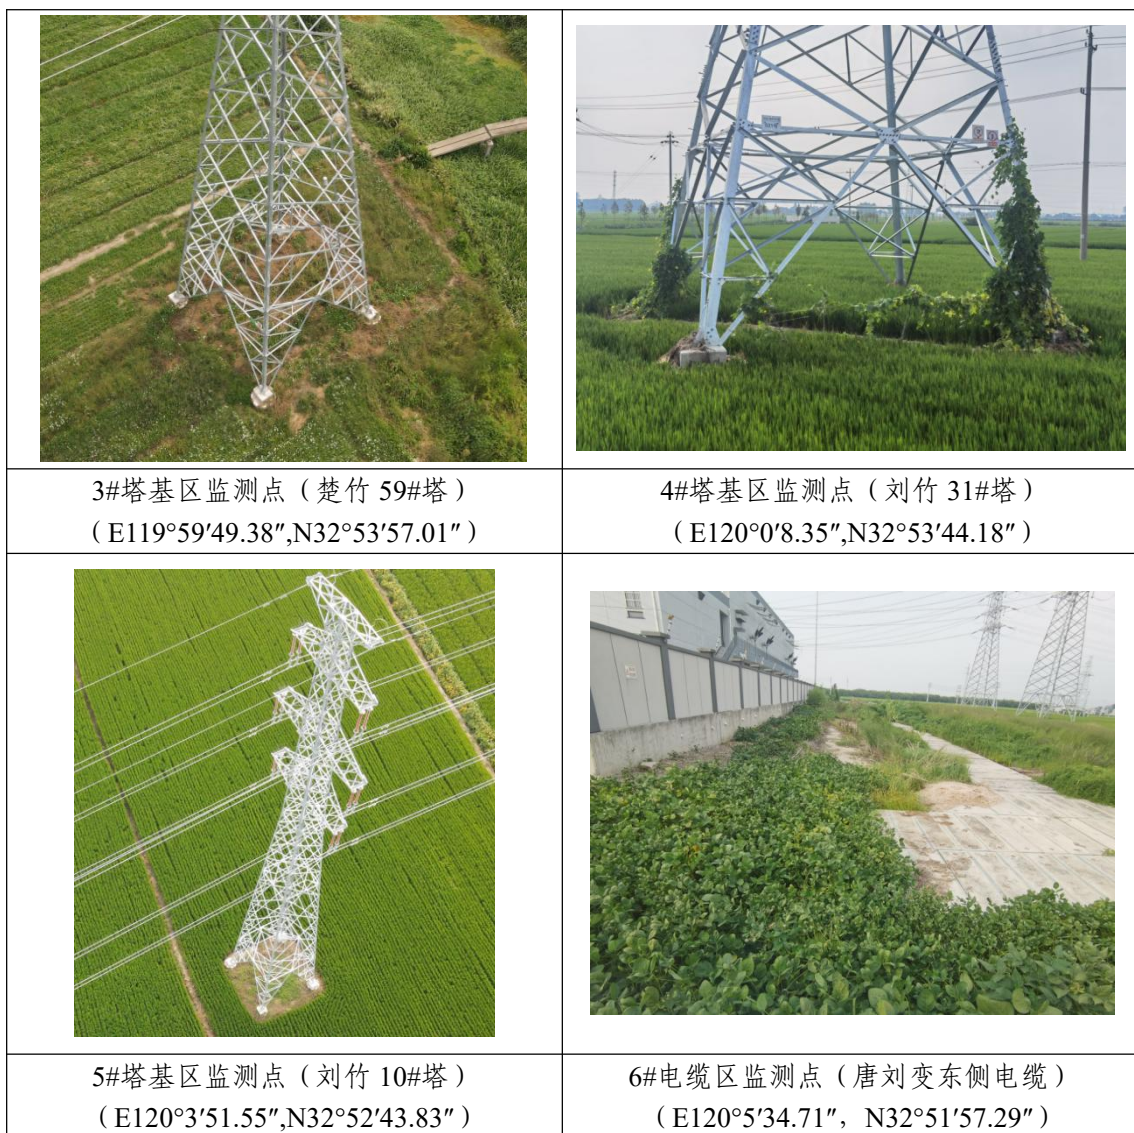 3#塔基区监测点（楚竹 59#塔）
（E119°59′49.38″,N32°53′57.01″）
4#塔基区监测点（刘竹 31#塔）
（E120°0′8.35″,N32°53′44.18″）
5#塔基区监测点（刘竹 10#塔）
（E120°3′51.55″,N32°52′43.83″）
6#电缆区监测点（唐刘变东侧电缆）
（E120°5′34.71″，N32°51′57.29″）